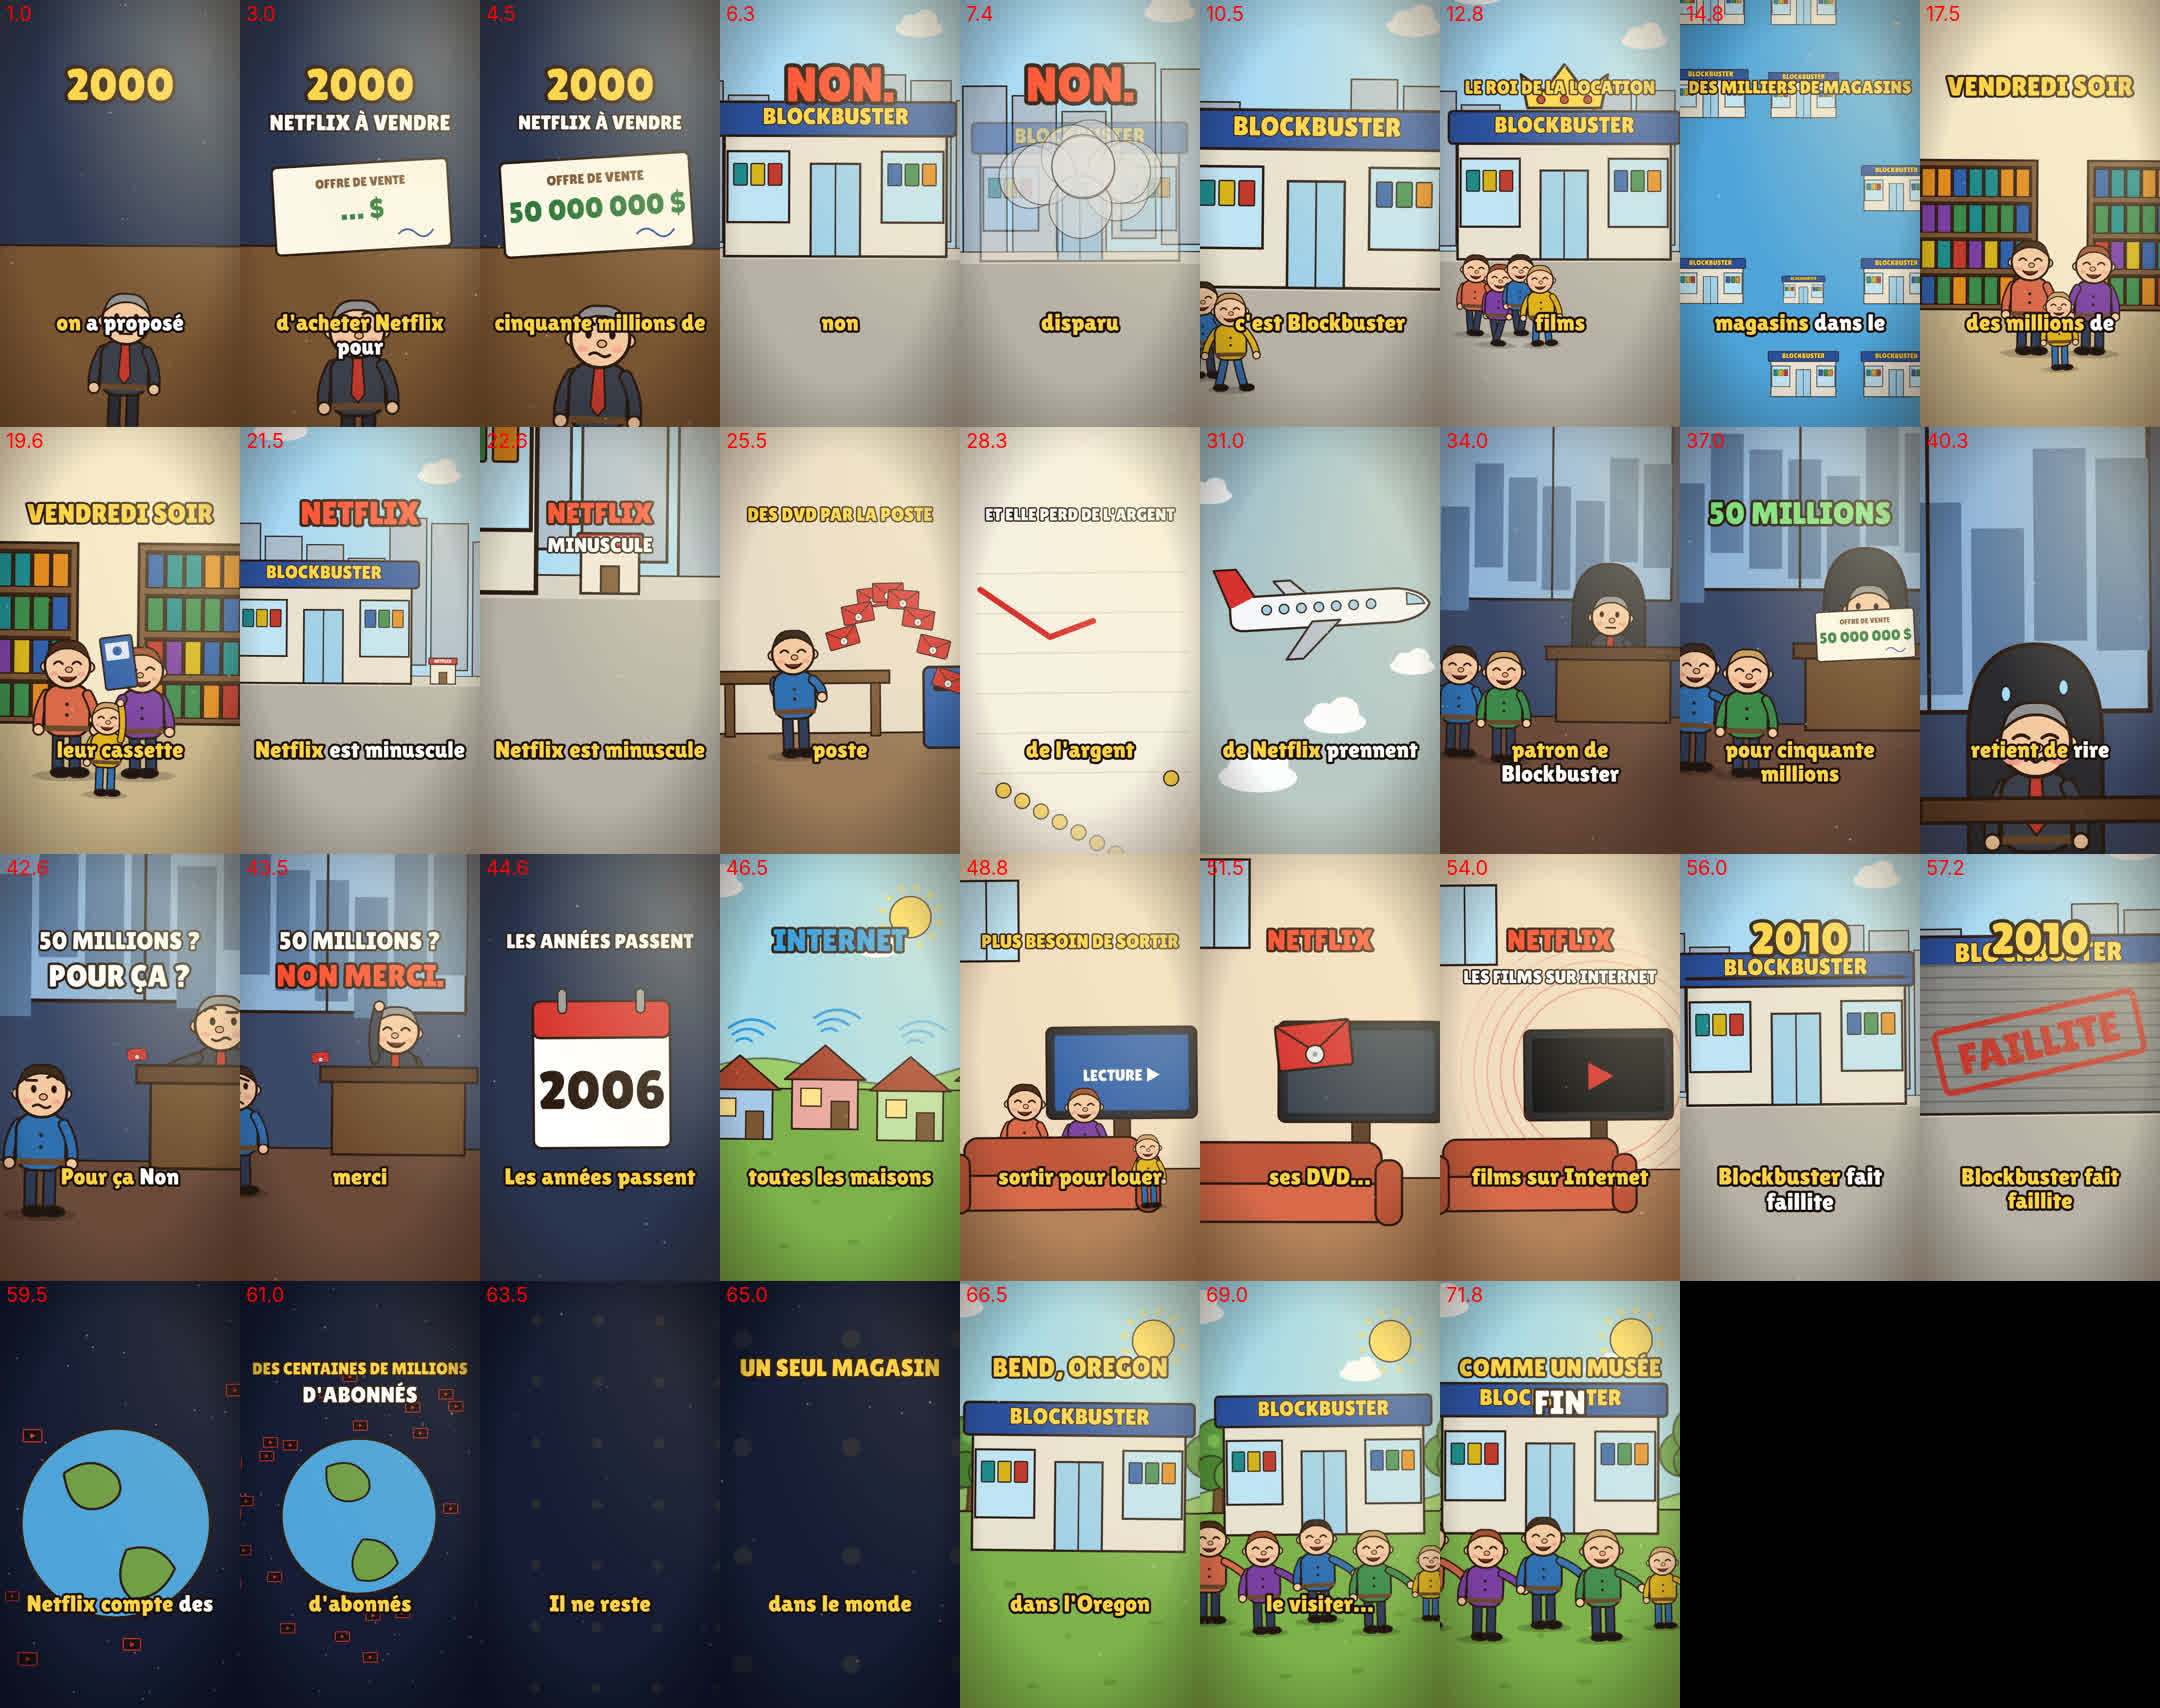 1.0
2000
on a proposé
3.0
2000
NETFLIX À VENDRE
OFFRE DE VENTE
... $
d'acheter Netflix
pour
4.5
2000
NETFLIX À VENDRE
OFFRE DE VENTE
50 000 000 $
cinquante millions de
6.3
NON.
BLOCKBUSTER
non
7.4
NON.
BLOCKBUSTER
disparu
10.5
BLOCKBUSTER
c'est Blockbuster
12.8
LE ROI DE LA LOCATION
BLOCKBUSTER
films
14.8
BLOCKBUSTER
BLOCKBUSTER
DES MILLIERS DE MAGASINS
BLOCKBUSTER
BLOCKBUSTER
BLOCKBUSTER
BLOCKBUSTER
magasins dans le
BLOCKBUSTER
BLOCKBUSTER
17.5
VENDREDI SOIR
des millions de
19.6
VENDREDI SOIR
leur cassette
21.5
NETFLIX
BLOCKBUSTER
NETFLIX
Netflix est minuscule
22.6
NETFLIX
MINUSCULE
Netflix est minuscule
25.5
DES DVD PAR LA POSTE
poste
28.3
ET ELLE PERD DE L'ARGENT
de l'argent
31.0
de Netflix prennent
34.0
patron de
Blockbuster
37.0
50 MILLIONS
OFFRE DE VENTE
50 000 000 $
pour cinquante
millions
40.3
retient de rire
42.6
50 MILLIONS ?
POUR ÇA ?
Pour ça Non
43.5
50 MILLIONS ?
NON MERCI.
merci
44.6
LES ANNÉES PASSENT
2006
Les années passent
46.5
INTERNET
toutes les maisons
48.8
PLUS BESOIN DE SORTIR
LECTURE
sortir pour louer
51.5
NETFLIX
ses DVD...
54.0
NETFLIX
LES FILMS SUR INTERNET
films sur Internet
56.0
2010
BLOCKBUSTER
Blockbuster fait
faillite
57.2
2010
BLOCKBUSTER
FAILLITE
Blockbuster fait
faillite
59.5
Netflix compte des
61.0
DES CENTAINES DE MILLIONS
D'ABONNÉS
d'abonnés
63.5
Il ne reste
65.0
UN SEUL MAGASIN
dans le monde
66.5
BEND, OREGON
BLOCKBUSTER
dans l'Oregon
69.0
BLOCKBUSTER
le visiter...
71.8
COMME UN MUSÉE
BLOCKBUSTER
FIN